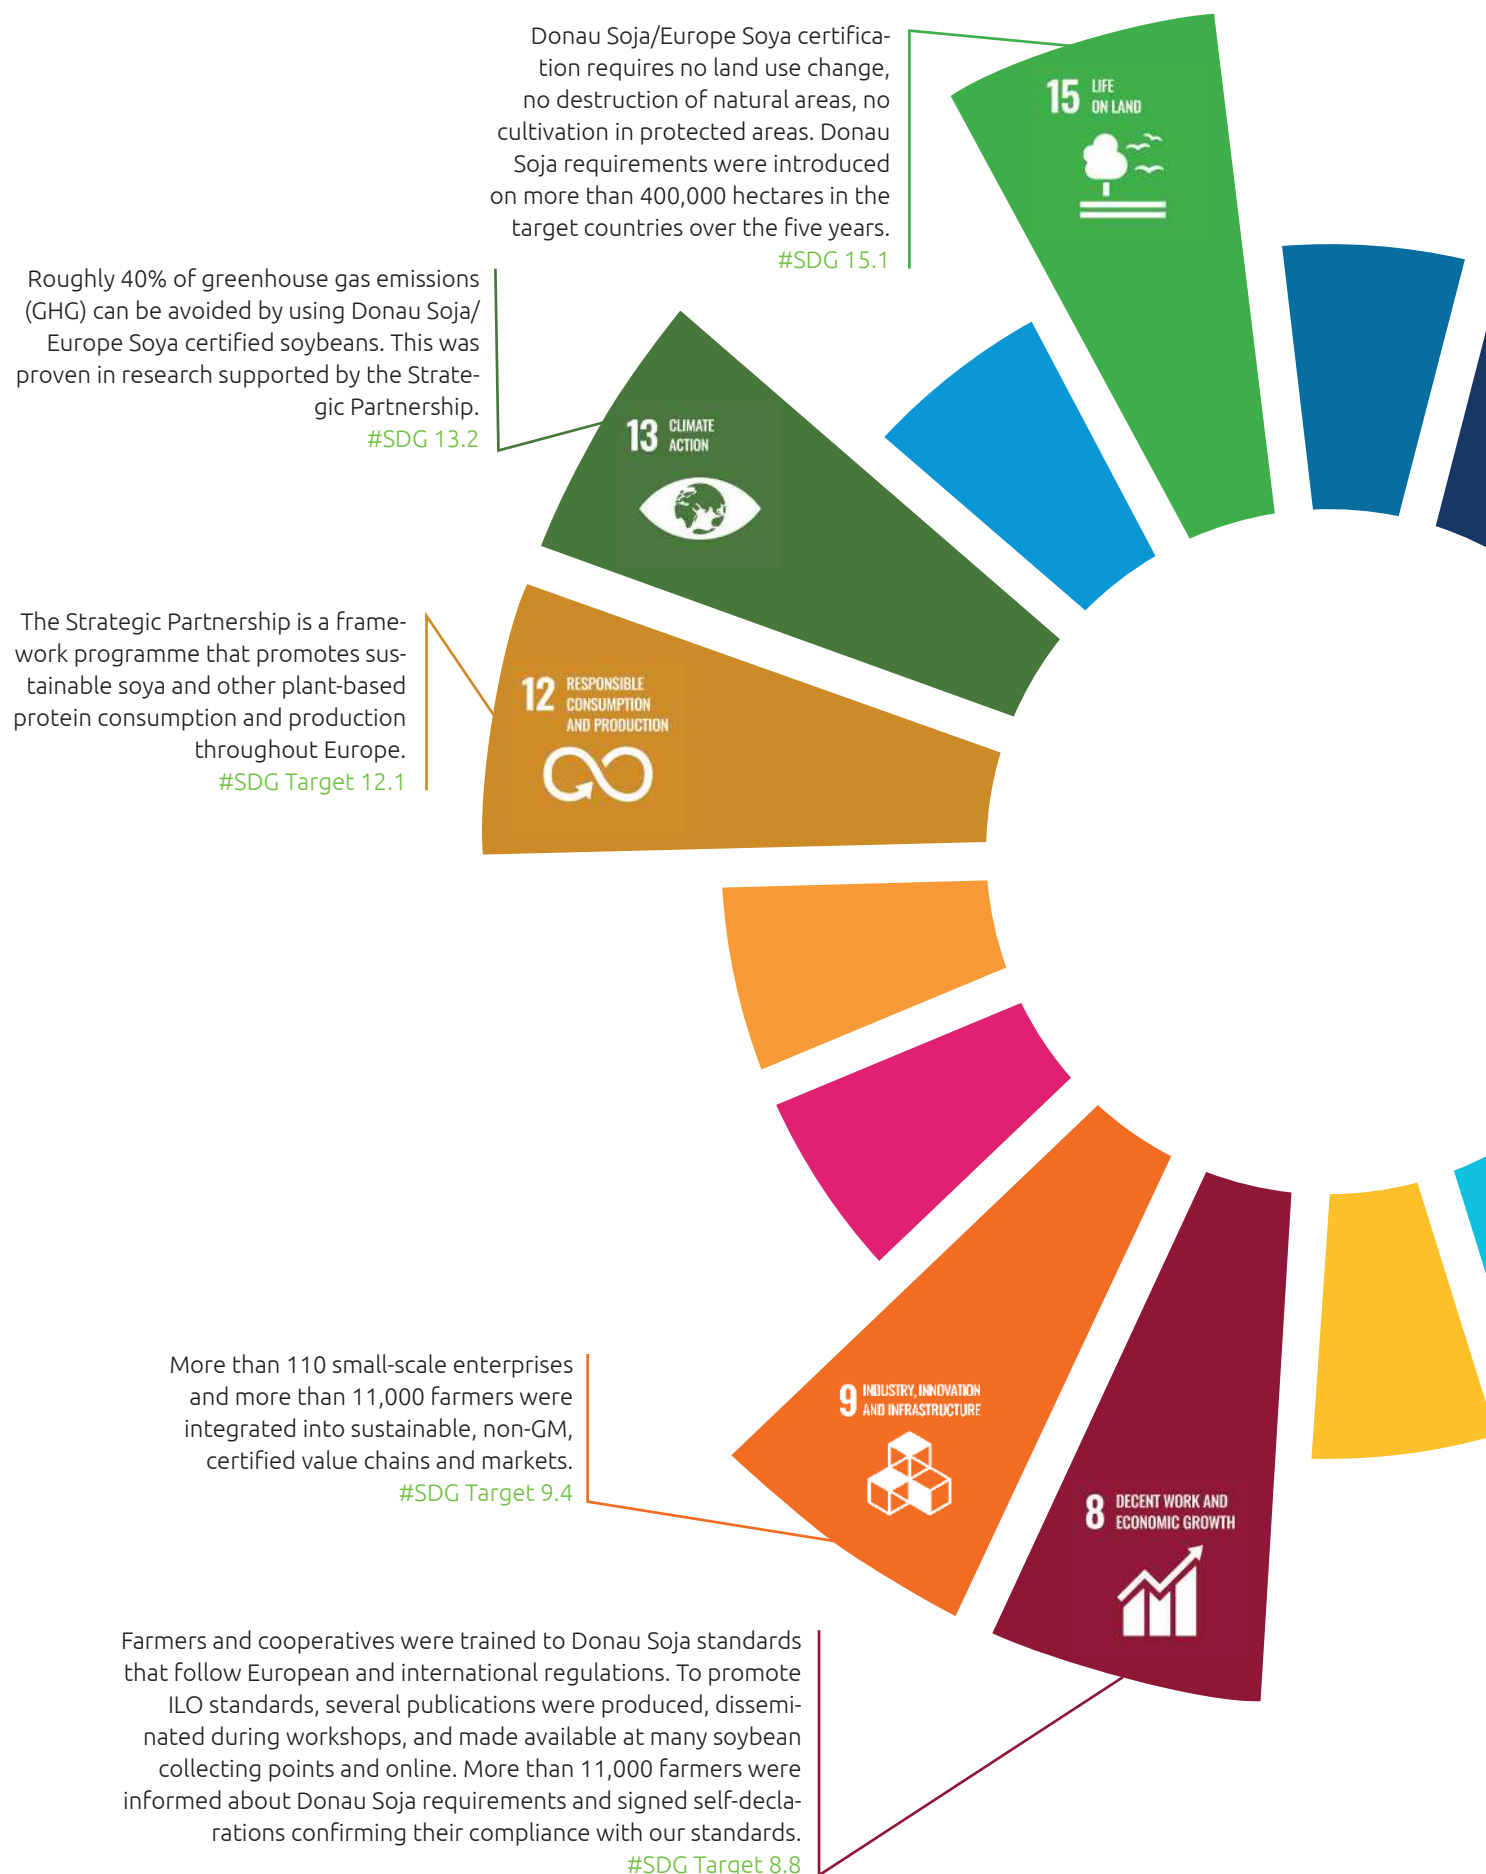 Donau Soja/Europe Soya certifica-
tion requires no land use change,
no destruction of natural areas, no
cultivation in protected areas. Donau
Soja requirements were introduced
on more than 400,000 hectares in the
target countries over the five years.
#SDG 15.1
15 LIFE
ON LAND
Roughly 40% of greenhouse gas emissions
(GHG) can be avoided by using Donau Soja/
Europe Soya certified soybeans. This was
proven in research supported by the Strate-
gic Partnership.
#SDG 13.2
13 CLIMATE
ACTION
The Strategic Partnership is a frame-
work programme that promotes sus-
tainable soya and other plant-based
protein consumption and production
throughout Europe.
#SDG Target 12.1
12 RESPONSIBLE
CONSUMPTION
AND PRODUCTION
More than 110 small-scale enterprises
and more than 11,000 farmers were
integrated into sustainable, non-GM,
certified value chains and markets.
#SDG Target 9.4
9 INDUSTRY, INNOVATION
AND INFRASTRUCTURE
8 DECENT WORK AND
ECONOMIC GROWTH
Farmers and cooperatives were trained to Donau Soja standards
that follow European and international regulations. To promote
ILO standards, several publications were produced, dissemi-
nated during workshops, and made available at many soybean
collecting points and online. More than 11,000 farmers were
informed about Donau Soja requirements and signed self-decla-
rations confirming their compliance with our standards.
#SDG Target 8.8